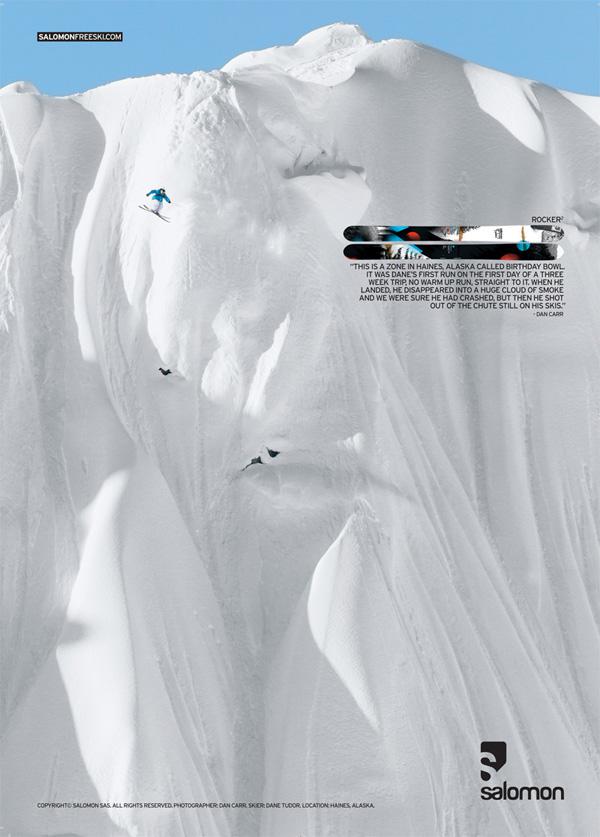 SALOMONFREESKI.COM
ROCKER²
"THIS IS A ZONE IN HAINES, ALASKA CALLED BIRTHDAY BOWL.
IT WAS DANE'S FIRST RUN ON THE FIRST DAY OF A THREE
WEEK TRIP, NO WARM UP RUN, STRAIGHT TO IT. WHEN HE
LANDED, HE DISAPPEARED INTO A HUGE CLOUD OF SMOKE
AND WE WERE SURE HE HAD CRASHED, BUT THEN HE SHOT
OUT OF THE CHUTE STILL ON HIS SKIS."
- DAN CARR
salomon
COPYRIGHT© SALOMON SAS. ALL RIGHTS RESERVED. PHOTOGRAPHER: DAN CARR, SKIER: DANE TUDOR, LOCATION: HAINES, ALASKA.